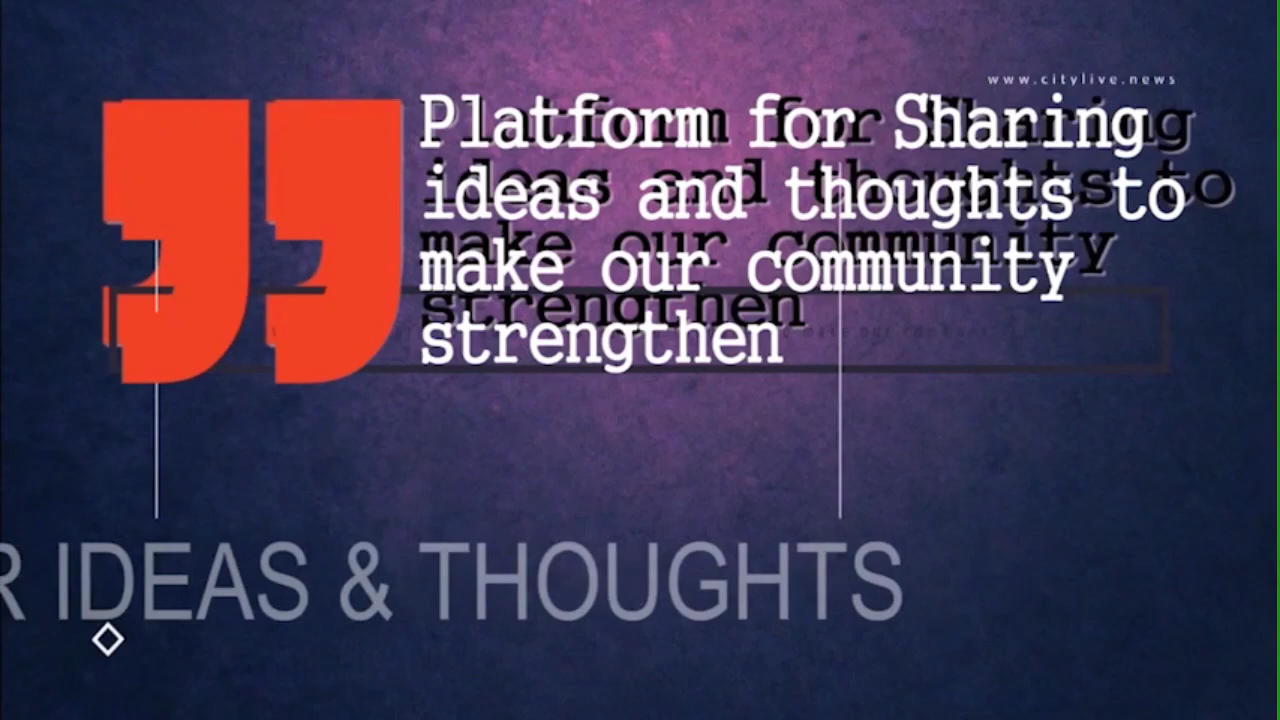 www.citylive.news
Platform for Sharing
ideas and thoughts to
make our community
strengthen
R IDEAS & THOUGHTS